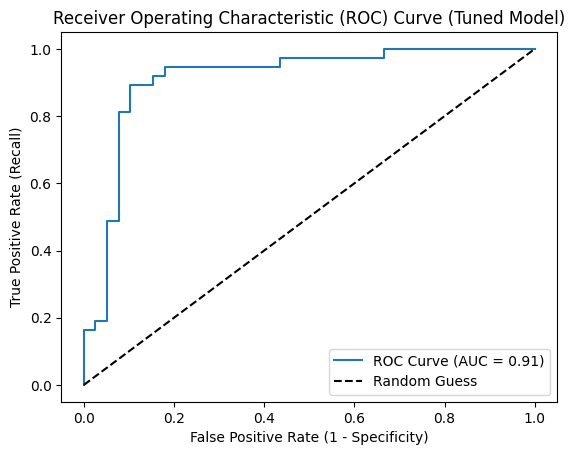 Receiver Operating Characteristic (ROC) Curve (Tuned Model)
True Positive Rate (Recall)
1.0
0.8
0.6
0.4
0.2
0.0
ROC Curve (AUC = 0.91)
Random Guess
0.0 0.2 0.4 0.6 0.8 1.0
False Positive Rate (1 - Specificity)